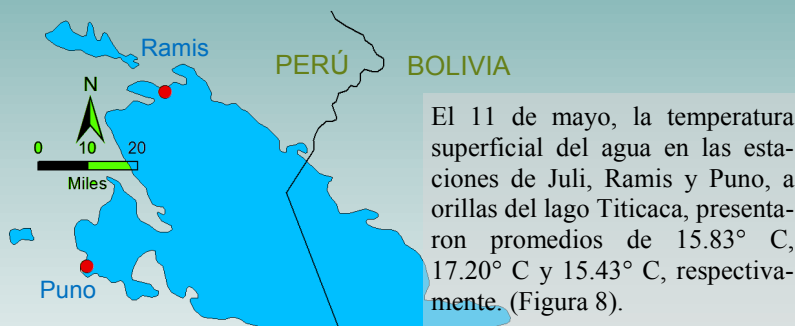 Ramis
PERÚ
BOLIVIA
N
0 10 20
Miles
Puno
El 11 de mayo, la temperatura
superficial del agua en las esta-
ciones de Juli, Ramis y Puno, a
orillas del lago Titicaca, presenta-
ron promedios de 15.83° C,
17.20° C y 15.43° C, respectiva-
mente. (Figura 8).